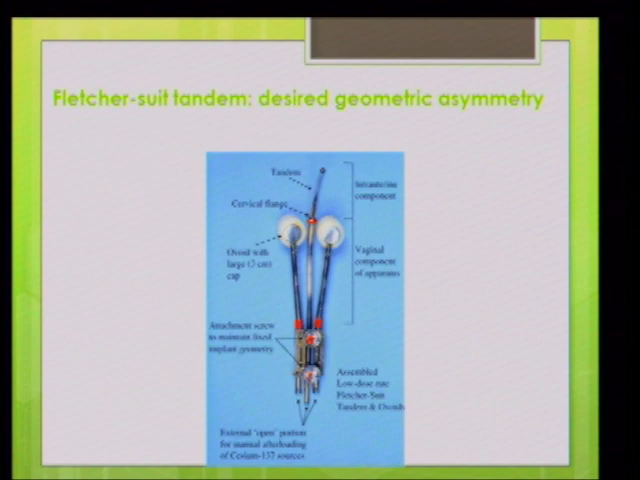 Fletcher-suit tandem: desired geometric asymmetry
Tandem
Intrauterine
component
Cervical flange
Ovoid with
large (3 cm)
cap
Vaginal
component
of apparatus
Attachment screw
to maintain fixed
implant geometry
Assembled
Low-dose rate
Fletcher-Suit
Tandem & Ovoids
External 'open' portion
for manual afterloading
of Cesium-137 sources